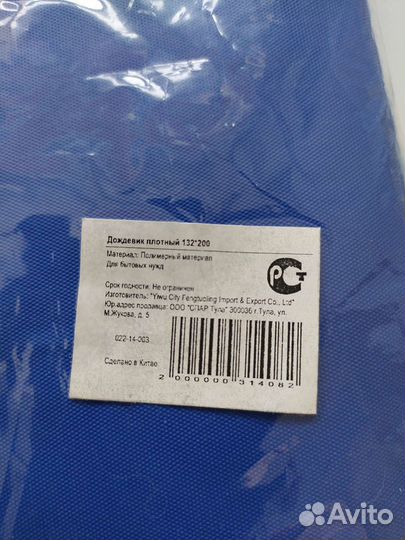 Дождевик плотный 132*200
Материал: Полимерный материал
Для бытовых нужд
Срок годности: Не ограничен
Изготовитель: "Yiwu City Fengtuoling Import & Export Co., Ltd"
Юр.адрес продавца: ООО "СПАР Тула" 300036 г.Тула, ул.
М.Жукова, д. 5
022-14-003
Сделано в Китае
2 000000 314082
РСТ
Avito